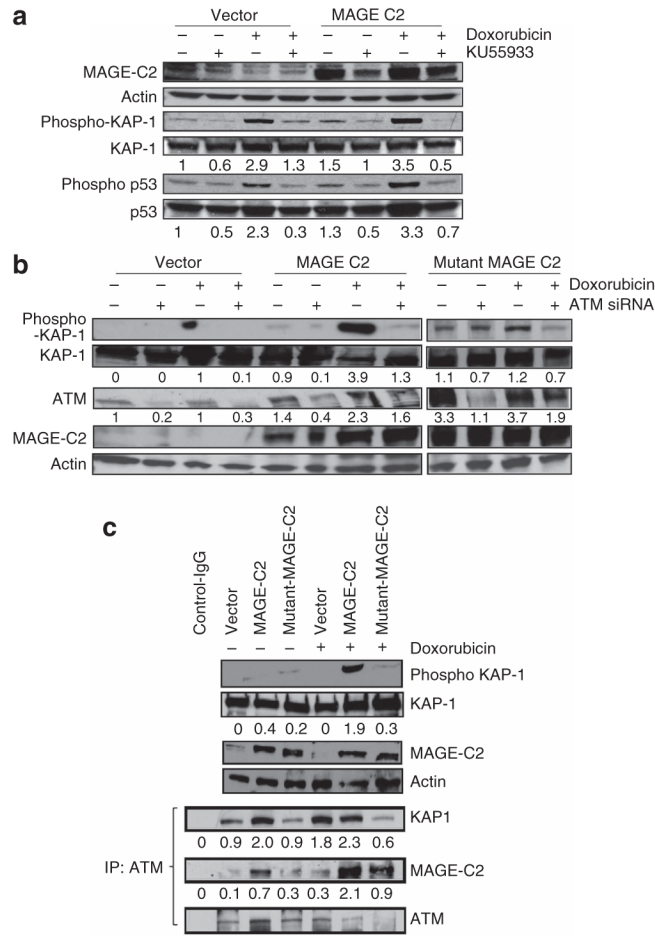 a
Vector MAGE C2
– – + + – – + + Doxorubicin
– + – + – + – + KU55933
MAGE-C2
Actin
Phospho-KAP-1
KAP-1
1 0.6 2.9 1.3 1.5 1 3.5 0.5
Phospho p53
p53
1 0.5 2.3 0.3 1.3 0.5 3.3 0.7
b
Vector MAGE C2 Mutant MAGE C2
– – + + – – + + – – + + Doxorubicin
– + – + – + – + – + – + ATM siRNA
Phospho
-KAP-1
KAP-1
0 0 1 0.1 0.9 0.1 3.9 1.3 1.1 0.7 1.2 0.7
ATM
1 0.2 1 0.3 1.4 0.4 2.3 1.6 3.3 1.1 3.7 1.9
MAGE-C2
Actin
c
Control-IgG
Vector
MAGE-C2
Mutant-MAGE-C2
Vector
MAGE-C2
Mutant-MAGE-C2
– – – + + + Doxorubicin
Phospho KAP-1
KAP-1
0 0.4 0.2 0 1.9 0.3
MAGE-C2
Actin
IP: ATM
KAP1
0 0.9 2.0 0.9 1.8 2.3 0.6
MAGE-C2
0 0.1 0.7 0.3 0.3 2.1 0.9
ATM